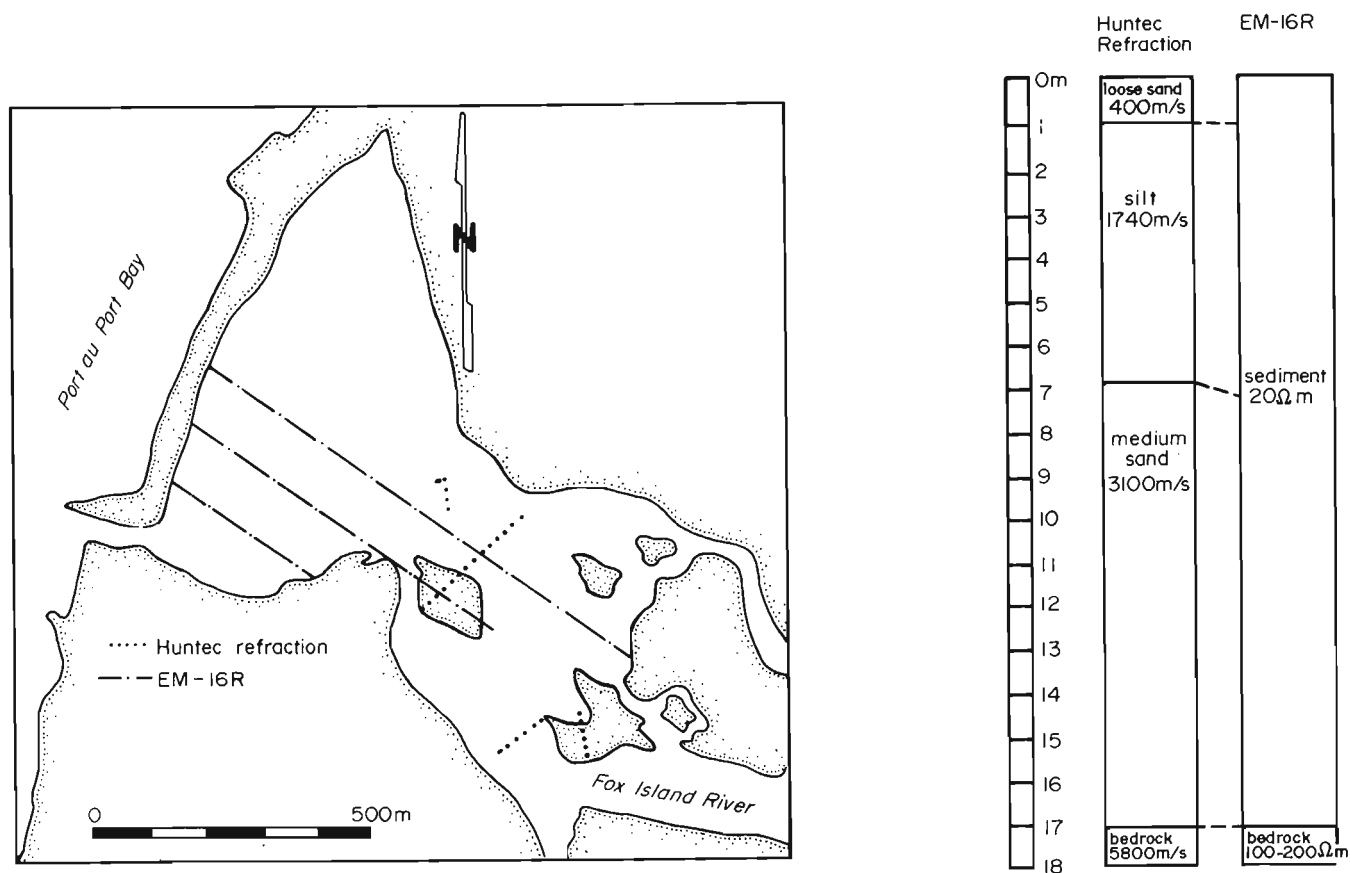 Port au Port Bay
N
Huntec refraction
EM-16R
0 500m
Fox Island River
Huntec
Refraction
EM-16R
0m
1
2
3
4
5
6
7
8
9
10
11
12
13
14
15
16
17
18
loose sand
400m/s
silt
1740m/s
medium
sand
3100m/s
bedrock
5800m/s
sediment
20Ωm
bedrock
100-200Ωm